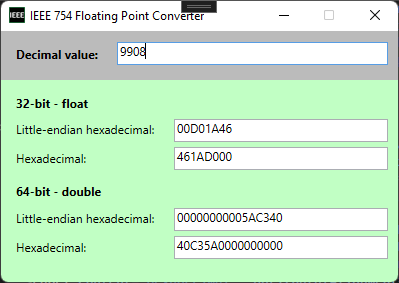 IEEE IEEE 754 Floating Point Converter
Decimal value: 9908
32-bit - float
Little-endian hexadecimal: 00D01A46
Hexadecimal: 461AD000
64-bit - double
Little-endian hexadecimal: 00000000005AC340
Hexadecimal: 40C35A0000000000